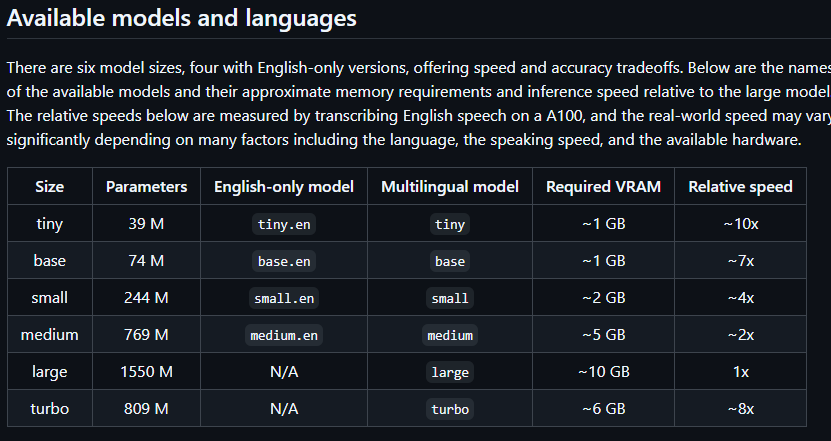 Available models and languages
There are six model sizes, four with English-only versions, offering speed and accuracy tradeoffs. Below are the names
of the available models and their approximate memory requirements and inference speed relative to the large model
The relative speeds below are measured by transcribing English speech on a A100, and the real-world speed may vary
significantly depending on many factors including the language, the speaking speed, and the available hardware.
Size Parameters English-only model Multilingual model Required VRAM Relative speed
tiny 39 M tiny.en tiny ~1 GB ~10x
base 74 M base.en base ~1 GB ~7x
small 244 M small.en small ~2 GB ~4x
medium 769 M medium.en medium ~5 GB ~2x
large 1550 M N/A large ~10 GB 1x
turbo 809 M N/A turbo ~6 GB ~8x